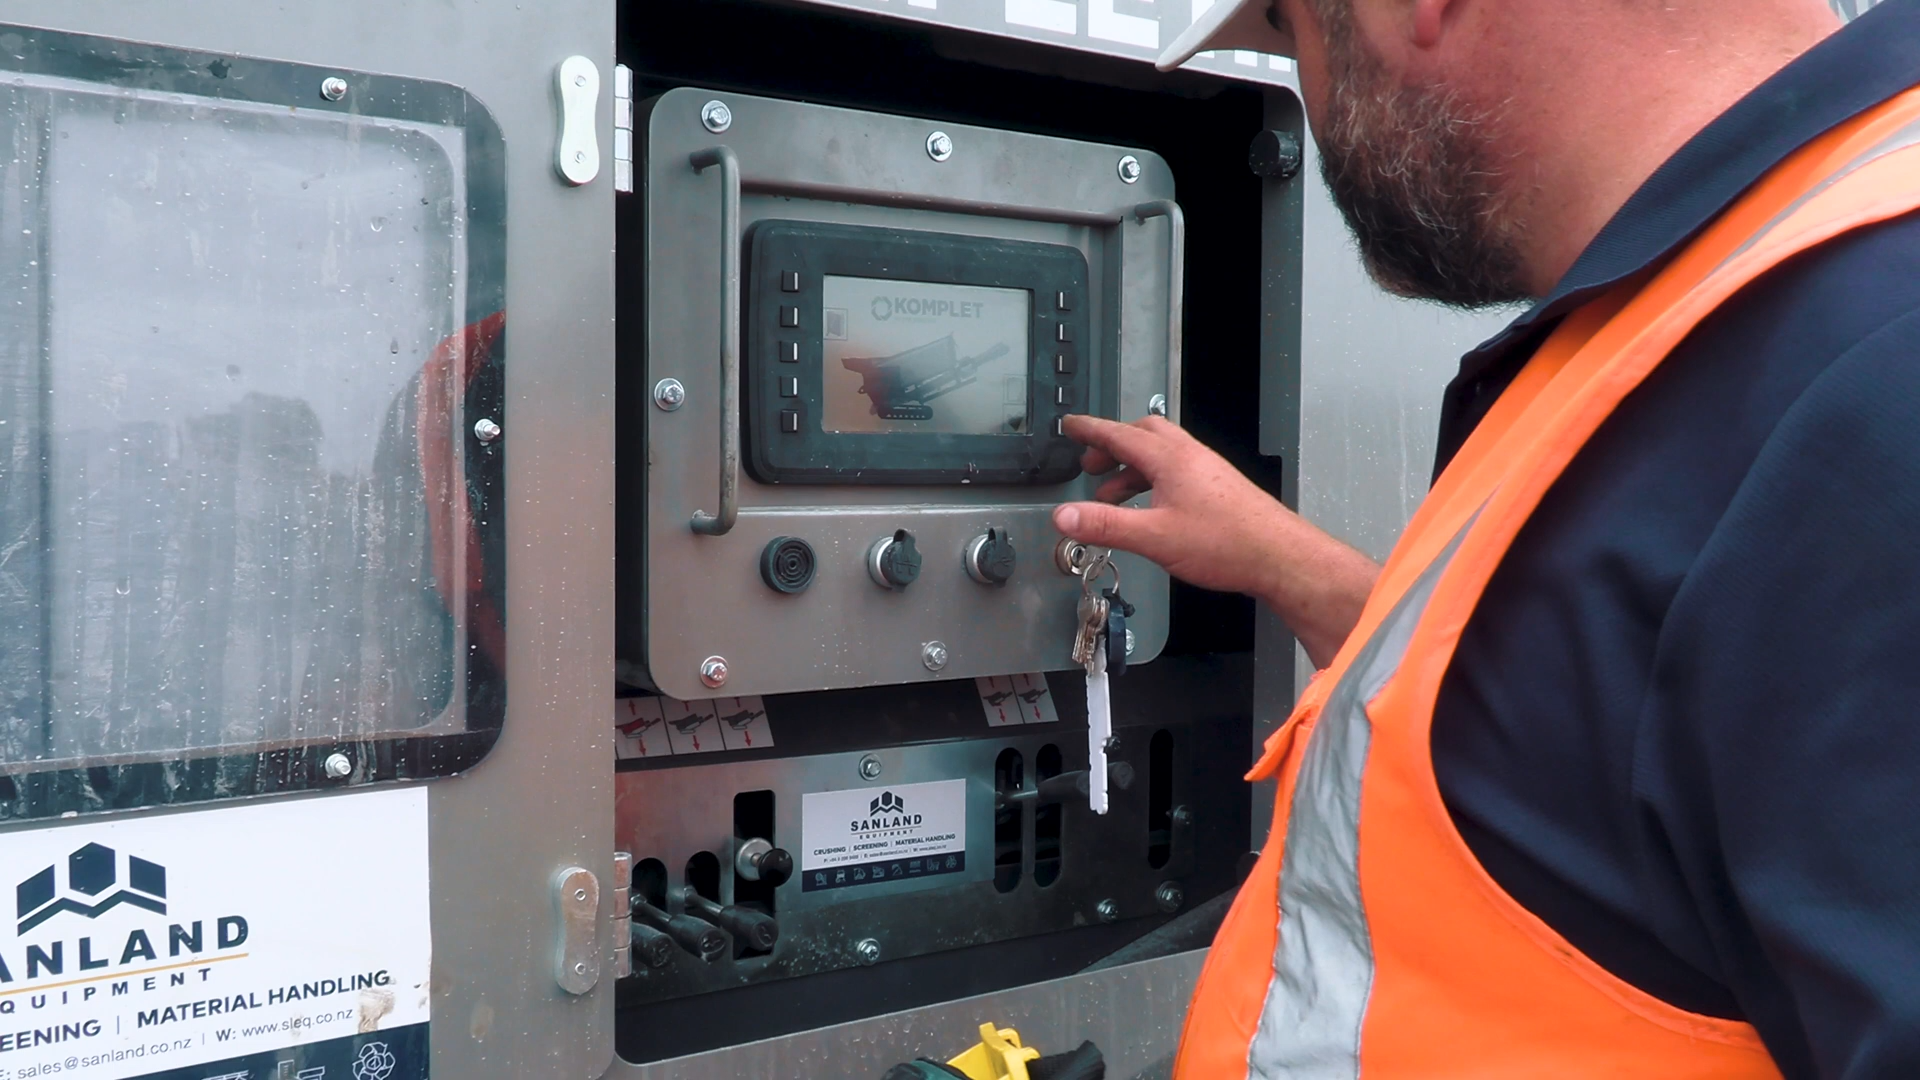 KOMPLET
SANLAND
EQUIPMENT
CRUSHING | SCREENING | MATERIAL HANDLING
ANLAND
QUIPMENT
EENING | MATERIAL HANDLING
E: sales@sanland.co.nz | W: www.sleq.co.nz